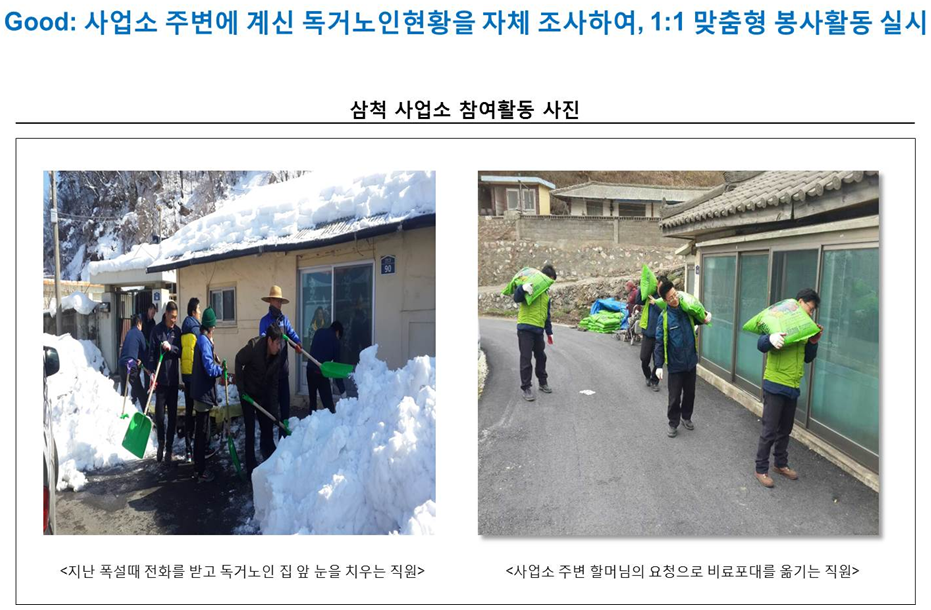 Good: 사업소 주변에 계신 독거노인현황을 자체 조사하여, 1:1 맞춤형 봉사활동 실시
삼척 사업소 참여활동 사진
90
<지난 폭설때 전화를 받고 독거노인 집 앞 눈을 치우는 직원>
<사업소 주변 할머님의 요청으로 비료포대를 옮기는 직원>